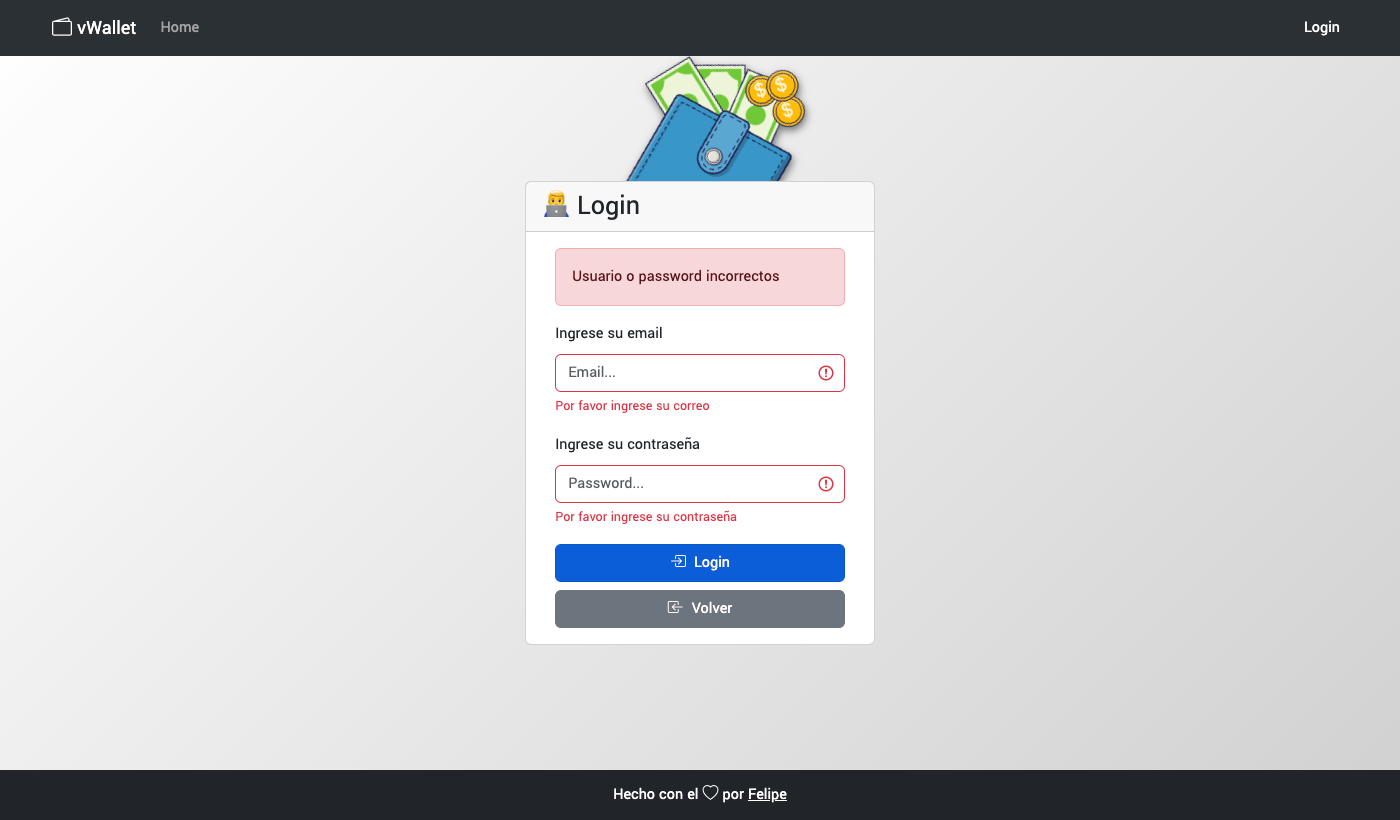 vWallet Home Login
Login
Usuario o password incorrectos
Ingrese su email
Email...
Por favor ingrese su correo
Ingrese su contraseña
Password...
Por favor ingrese su contraseña
Login
Volver
Hecho con el ♡ por Felipe